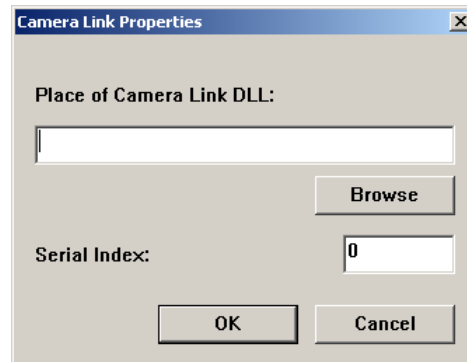 Camera Link Properties
Place of Camera Link DLL:
Browse
Serial Index:
0
OK
Cancel